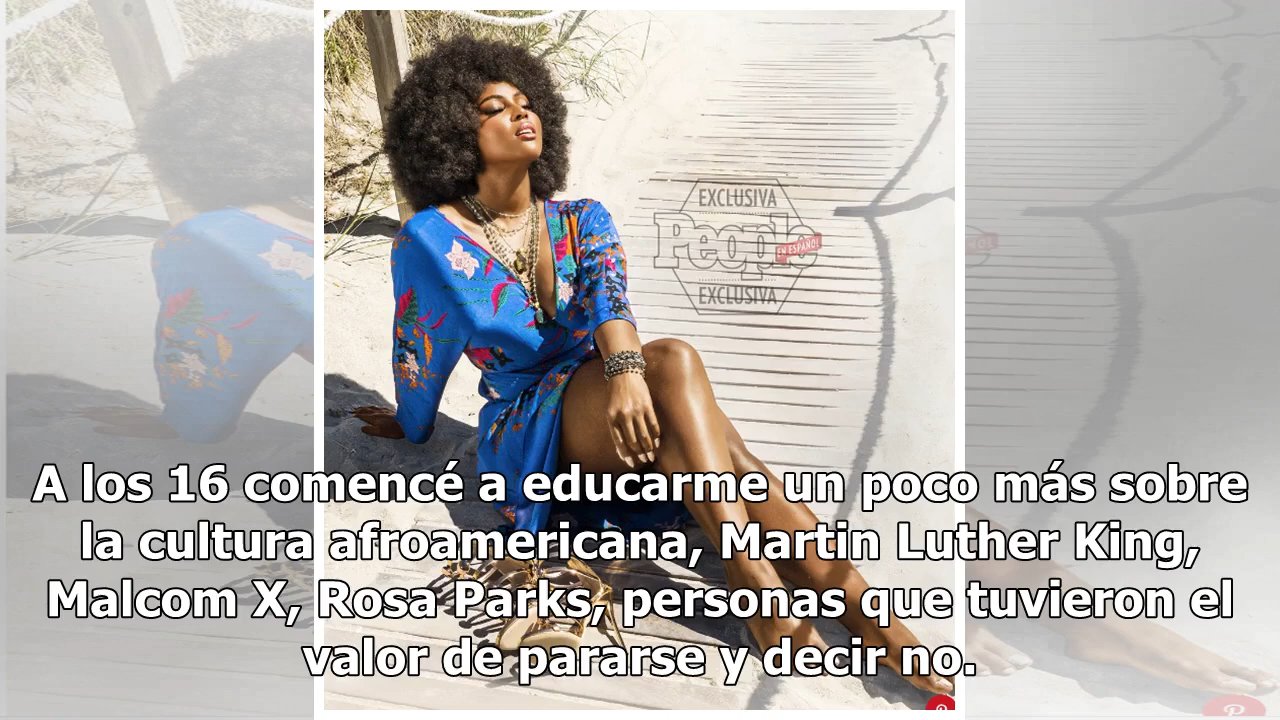 EXCLUSIVA
People
EN ESPAÑOL
EXCLUSIVA
A los 16 comencé a educarme un poco más sobre
la cultura afroamericana, Martin Luther King,
Malcom X, Rosa Parks, personas que tuvieron el
valor de pararse y decir no.